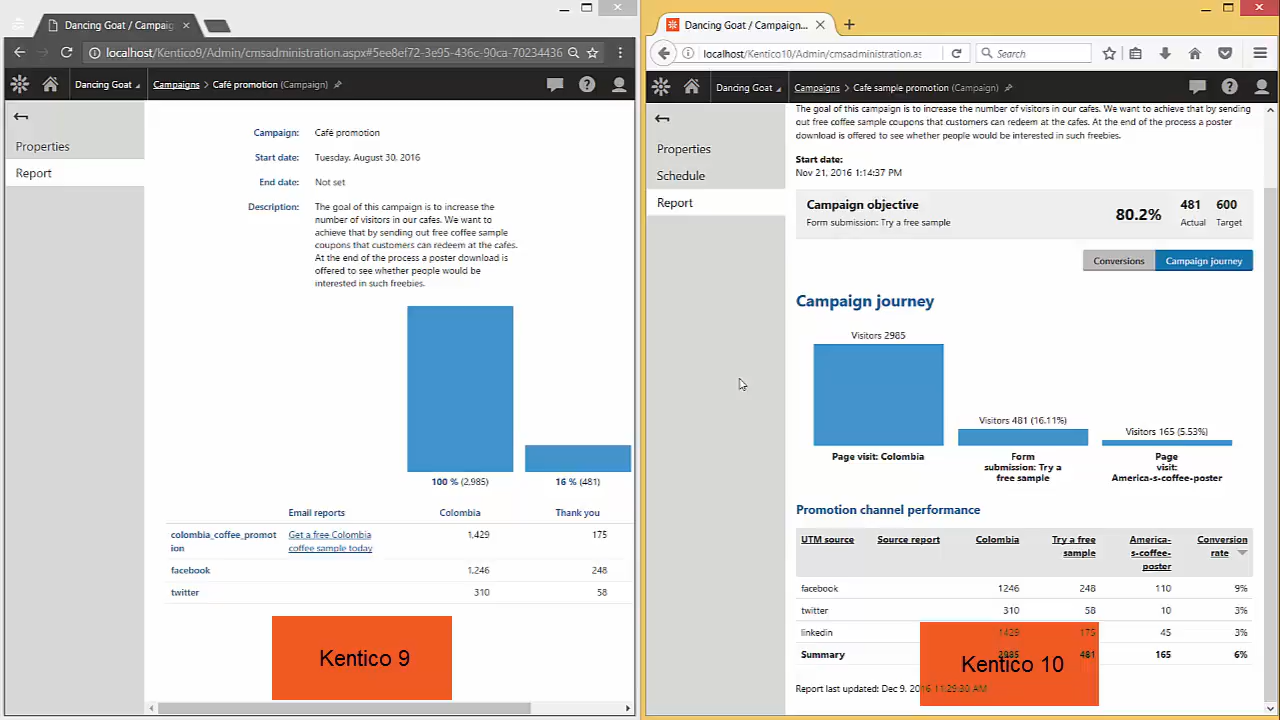 Dancing Goat / Campaig
localhost/Kentico9/Admin/cmsadministration.aspx#5ee8ef72-3e95-436c-90ca-70234436
Dancing Goat
Campaigns > Café promotion (Campaign)
Properties
Report
Campaign: Café promotion
Start date: Tuesday, August 30, 2016
End date: Not set
Description: The goal of this campaign is to increase the
number of visitors in our cafes. We want to
achieve that by sending out free coffee sample
coupons that customers can redeem at the cafes.
At the end of the process a poster download is
offered to see whether people would be
interested in such freebies.
100 % (2,985) 16 % (481)
Email reports Colombia Thank you
colombia_coffee_promot Get a free Colombia 1,429 175
ion coffee sample today
facebook 1,246 248
twitter 310 58
Kentico 9
Dancing Goat / Campaign...
localhost/Kentico10/Admin/cmsadministration.as
Search
Dancing Goat
Campaigns > Cafe sample promotion (Campaign)
Properties
Schedule
Report
The goal of this campaign is to increase the number of visitors in our cafes. We want to achieve that by sending
out free coffee sample coupons that customers can redeem at the cafes. At the end of the process a poster
download is offered to see whether people would be interested in such freebies.
Start date:
Nov 21, 2016 1:14:37 PM
Campaign objective
Form submission: Try a free sample
80.2% 481 600
Actual Target
Conversions Campaign journey
Campaign journey
Visitors 2985
Visitors 481 (16.11%)
Visitors 165 (5.53%)
Page visit: Colombia
Form
submission: Try a
free sample
Page
visit:
America-s-coffee-poster
Promotion channel performance
UTM source Source report Colombia Try a free sample America-s-coffee-poster Conversion rate
facebook 1246 248 110 9%
twitter 310 58 10 3%
linkedin 1429 175 45 3%
Summary 2985 481 165 6%
Report last updated: Dec 9, 2016 11:29:30 AM
Kentico 10